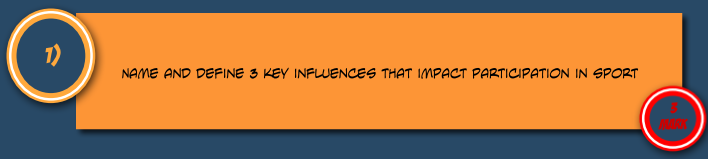 1)
NAME AND DEFINE 3 KEY INFLUENCES THAT IMPACT PARTICIPATION IN SPORT